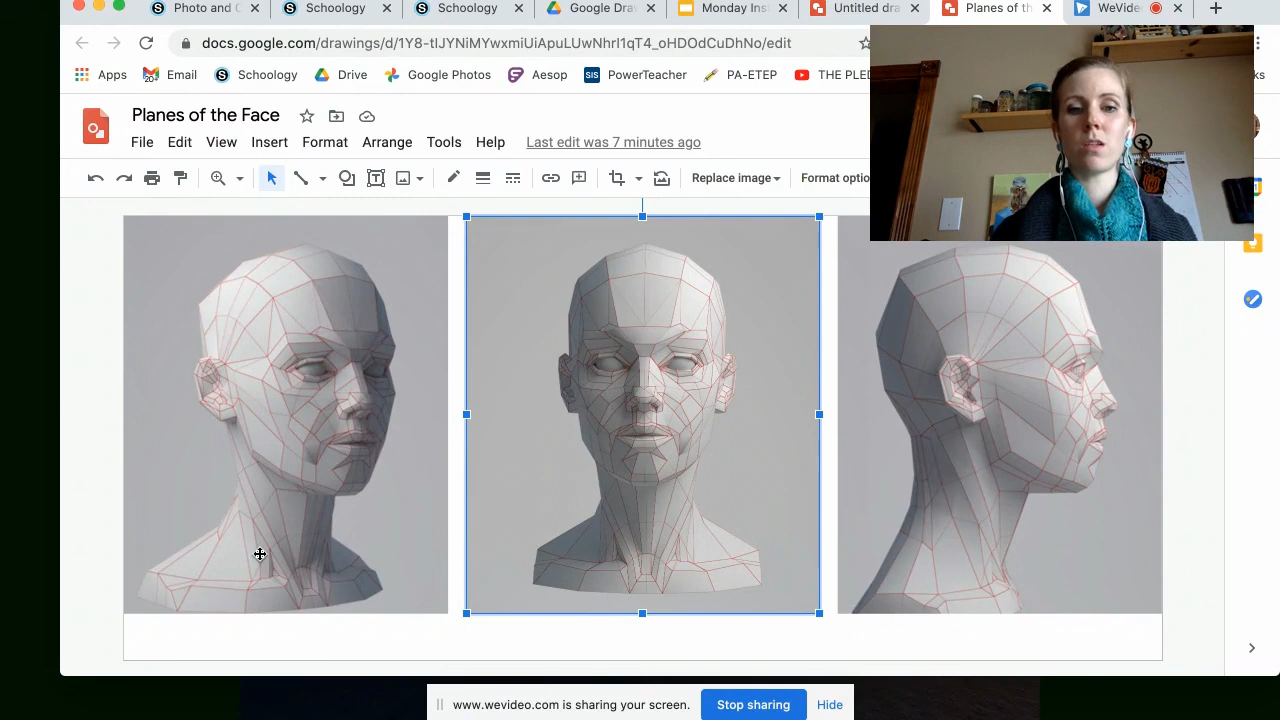 Photo and
Schoology
Schoology
Google Dra
Monday Ins
Untitled dra
Planes of th
WeVide
docs.google.com/drawings/d/1Y8-tIJYNiMYwxmiUiApuLUwNhrI1qT4_oHDOdCuDhNo/edit
Apps
Email
Schoology
Drive
Google Photos
Aesop
SIS
PowerTeacher
PA-ETEP
THE PLED
Planes of the Face
File Edit View Insert Format Arrange Tools Help Last edit was 7 minutes ago
Replace image
Format optio
www.wevideo.com is sharing your screen.
Stop sharing
Hide